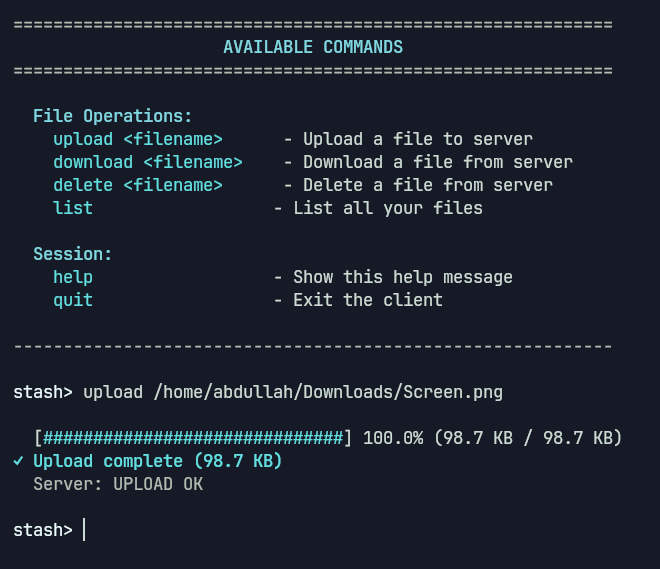 ============================================================
AVAILABLE COMMANDS
============================================================
File Operations:
upload <filename>      - Upload a file to server
download <filename>    - Download a file from server
delete <filename>      - Delete a file from server
list                  - List all your files
Session:
help                  - Show this help message
quit                  - Exit the client
------------------------------------------------------------
stash> upload /home/abdullah/Downloads/Screen.png
[##############################] 100.0% (98.7 KB / 98.7 KB)
✓ Upload complete (98.7 KB)
Server: UPLOAD OK
stash>